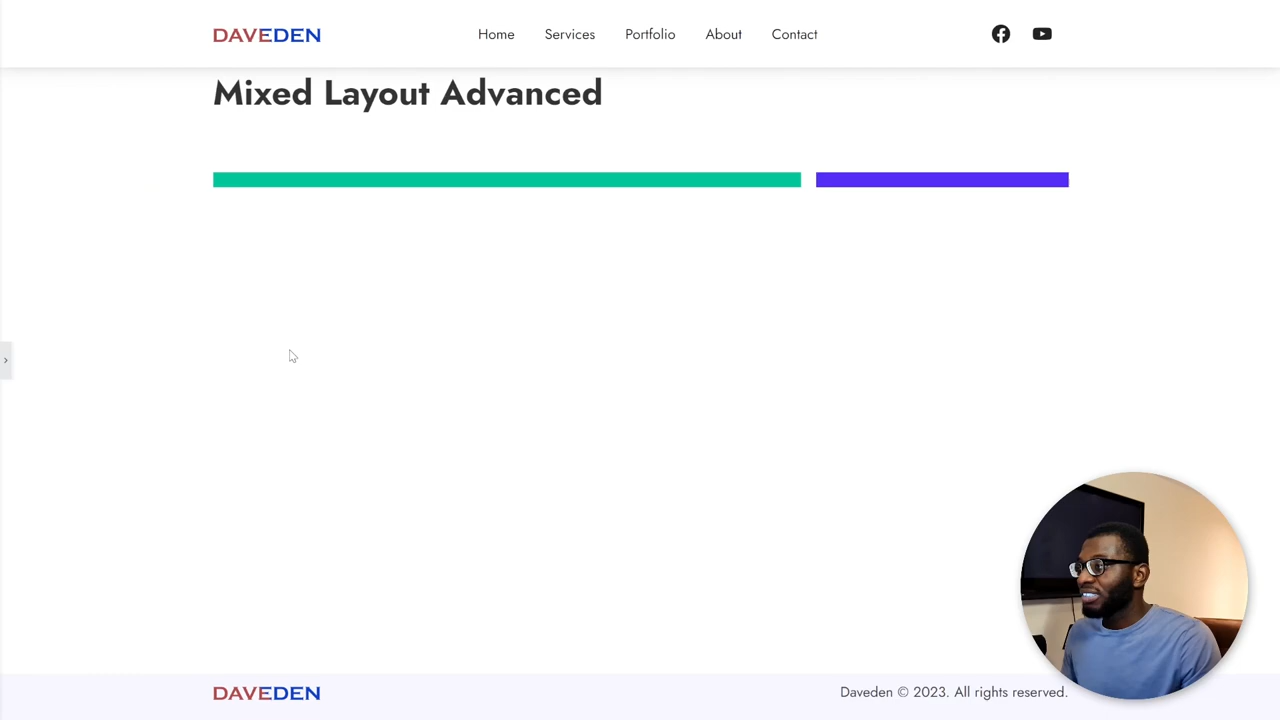 DAVEDEN
Home Services Portfolio About Contact
Mixed Layout Advanced
DAVEDEN
Daveden © 2023. All rights reserved.